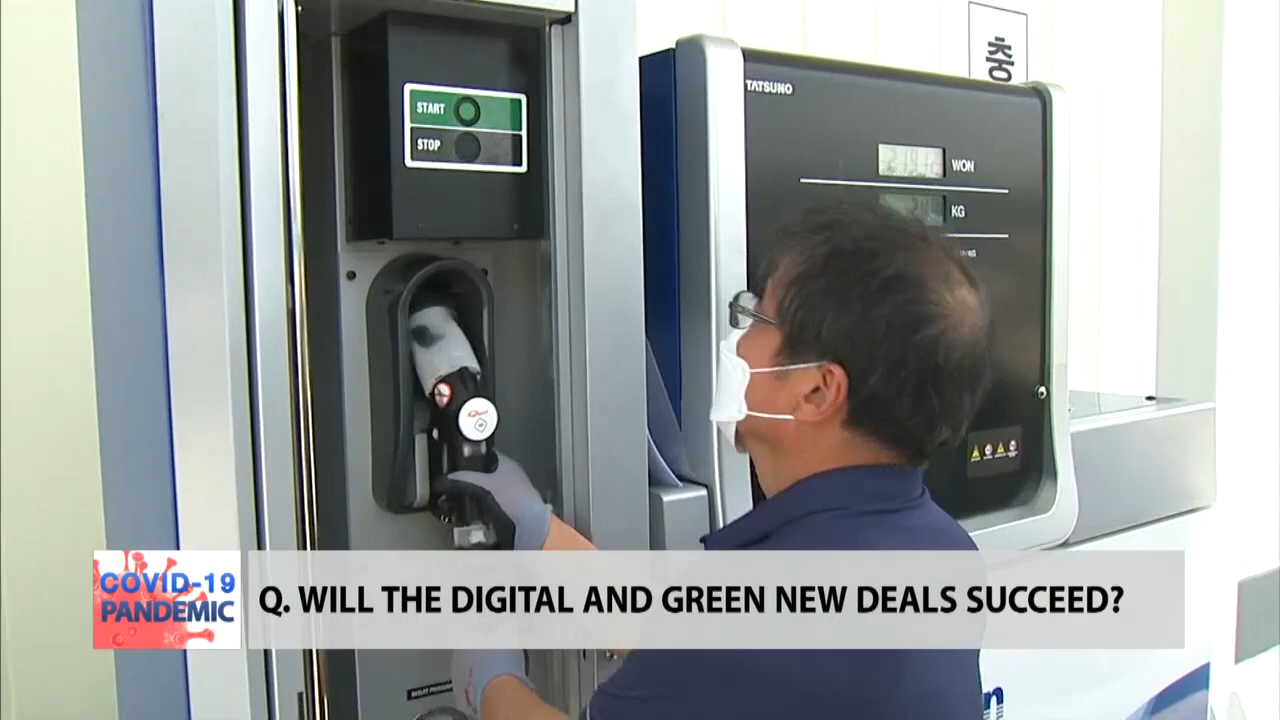 충
TATSUNO
START
STOP
WON
KG
COVID-19
PANDEMIC
Q. WILL THE DIGITAL AND GREEN NEW DEALS SUCCEED?